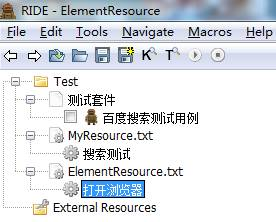 RIDE - ElementResource
File Edit Tools Navigate Macros
Test
测试套件
百度搜索测试用例
MyResource.txt
搜索测试
ElementResource.txt
打开浏览器
External Resources